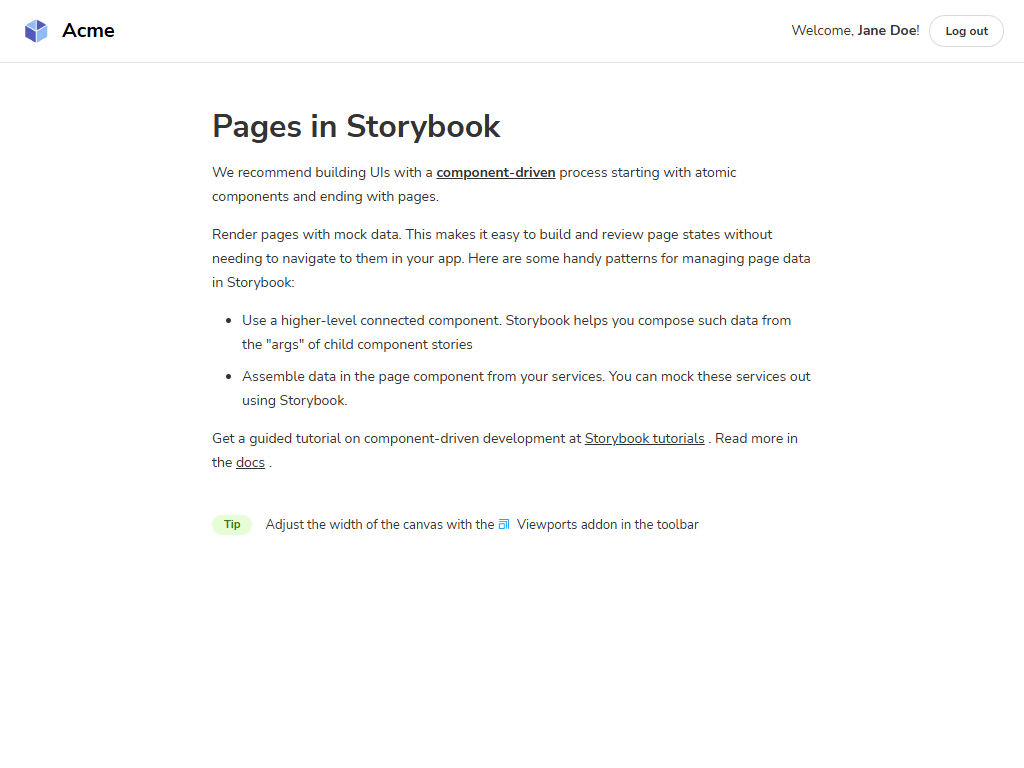 Acme
Welcome, Jane Doe!
Log out
Pages in Storybook
We recommend building UIs with a component-driven process starting with atomic
components and ending with pages.
Render pages with mock data. This makes it easy to build and review page states without
needing to navigate to them in your app. Here are some handy patterns for managing page data
in Storybook:
Use a higher-level connected component. Storybook helps you compose such data from
the "args" of child component stories
Assemble data in the page component from your services. You can mock these services out
using Storybook.
Get a guided tutorial on component-driven development at Storybook tutorials . Read more in
the docs .
Tip
Adjust the width of the canvas with the Viewports addon in the toolbar